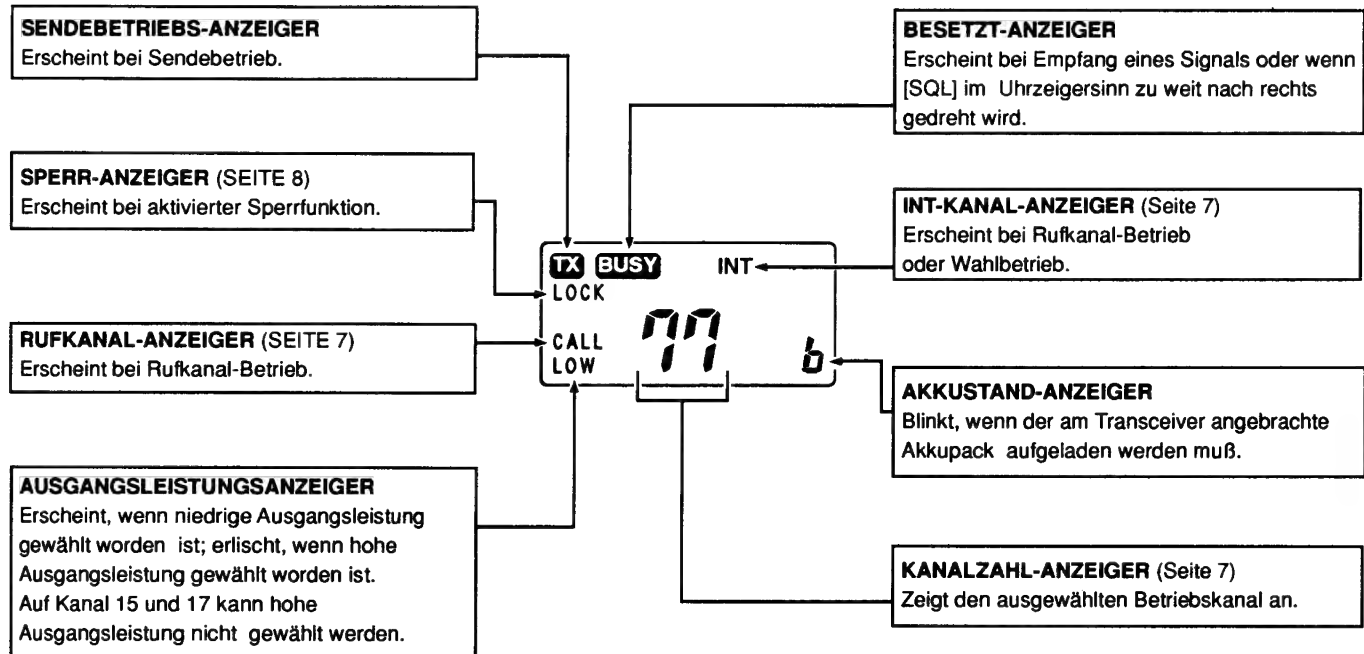 SENDEBETRIEBS-ANZEIGER
Erscheint bei Sendebetrieb.
SPERR-ANZEIGER (SEITE 8)
Erscheint bei aktivierter Sperrfunktion.
RUFKANAL-ANZEIGER (SEITE 7)
Erscheint bei Rufkanal-Betrieb.
AUSGANGSLEISTUNGSANZEIGER
Erscheint, wenn niedrige Ausgangsleistung
gewählt worden ist; erlischt, wenn hohe
Ausgangsleistung gewählt worden ist.
Auf Kanal 15 und 17 kann hohe
Ausgangsleistung nicht gewählt werden.
TX BUSY INT
LOCK
CALL
LOW
77 b
BESETZT-ANZEIGER
Erscheint bei Empfang eines Signals oder wenn
[SQL] im Uhrzeigersinn zu weit nach rechts
gedreht wird.
INT-KANAL-ANZEIGER (Seite 7)
Erscheint bei Rufkanal-Betrieb
oder Wahlbetrieb.
AKKUSTAND-ANZEIGER
Blinkt, wenn der am Transceiver angebrachte
Akkupack aufgeladen werden muß.
KANALZAHL-ANZEIGER (Seite 7)
Zeigt den ausgewählten Betriebskanal an.